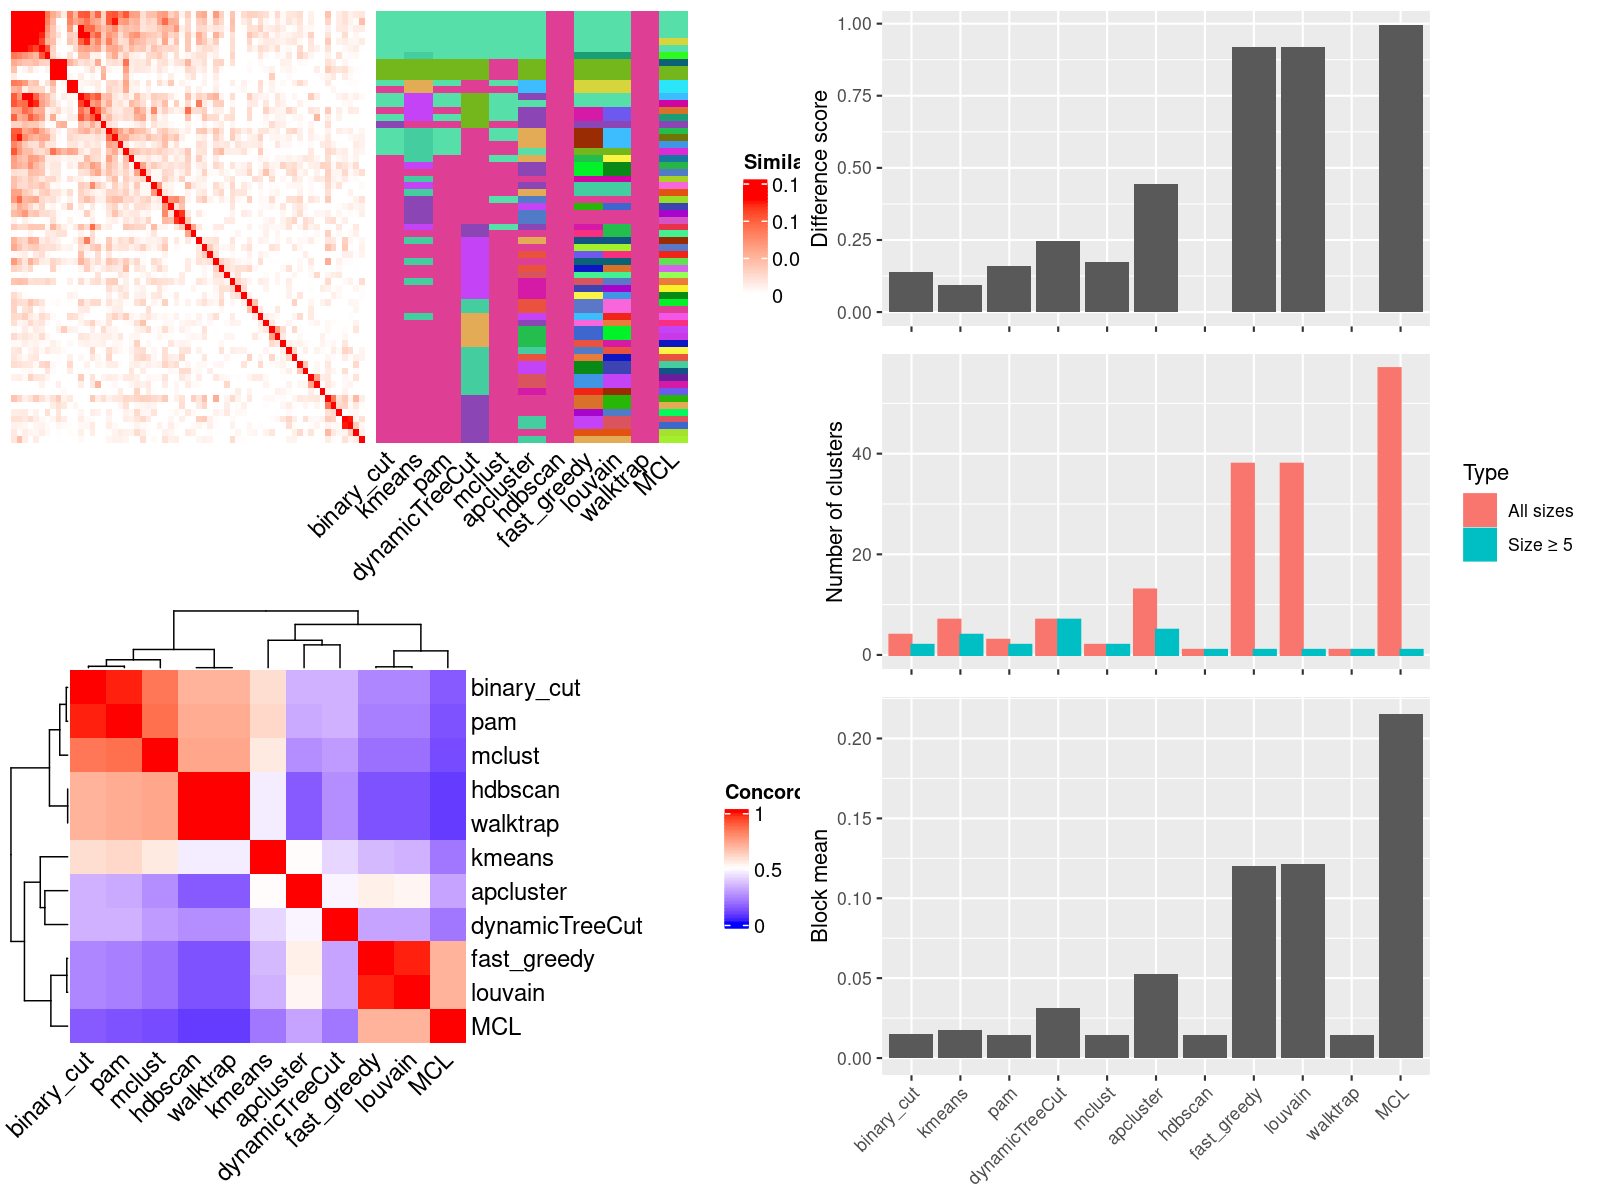 Simila
0.1
0.1
0.0
0
binary_cut
kmeans
pam
dynamicTreeCut
mclust
apcluster
hdbscan
fast_greedy
louvain
walktrap
MCL
binary_cut
pam
mclust
hdbscan
walktrap
kmeans
apcluster
dynamicTreeCut
fast_greedy
louvain
MCL
binary_cut
pam
mclust
hdbscan
walktrap
kmeans
apcluster
dynamicTreeCut
fast_greedy
louvain
MCL
Concord
1
0.5
0
Difference score
1.00
0.75
0.50
0.25
0.00
Number of clusters
40
20
0
Type
All sizes
Size ≥ 5
Block mean
0.20
0.15
0.10
0.05
0.00
binary_cut
kmeans
pam
dynamicTreeCut
mclust
apcluster
hdbscan
fast_greedy
louvain
walktrap
MCL